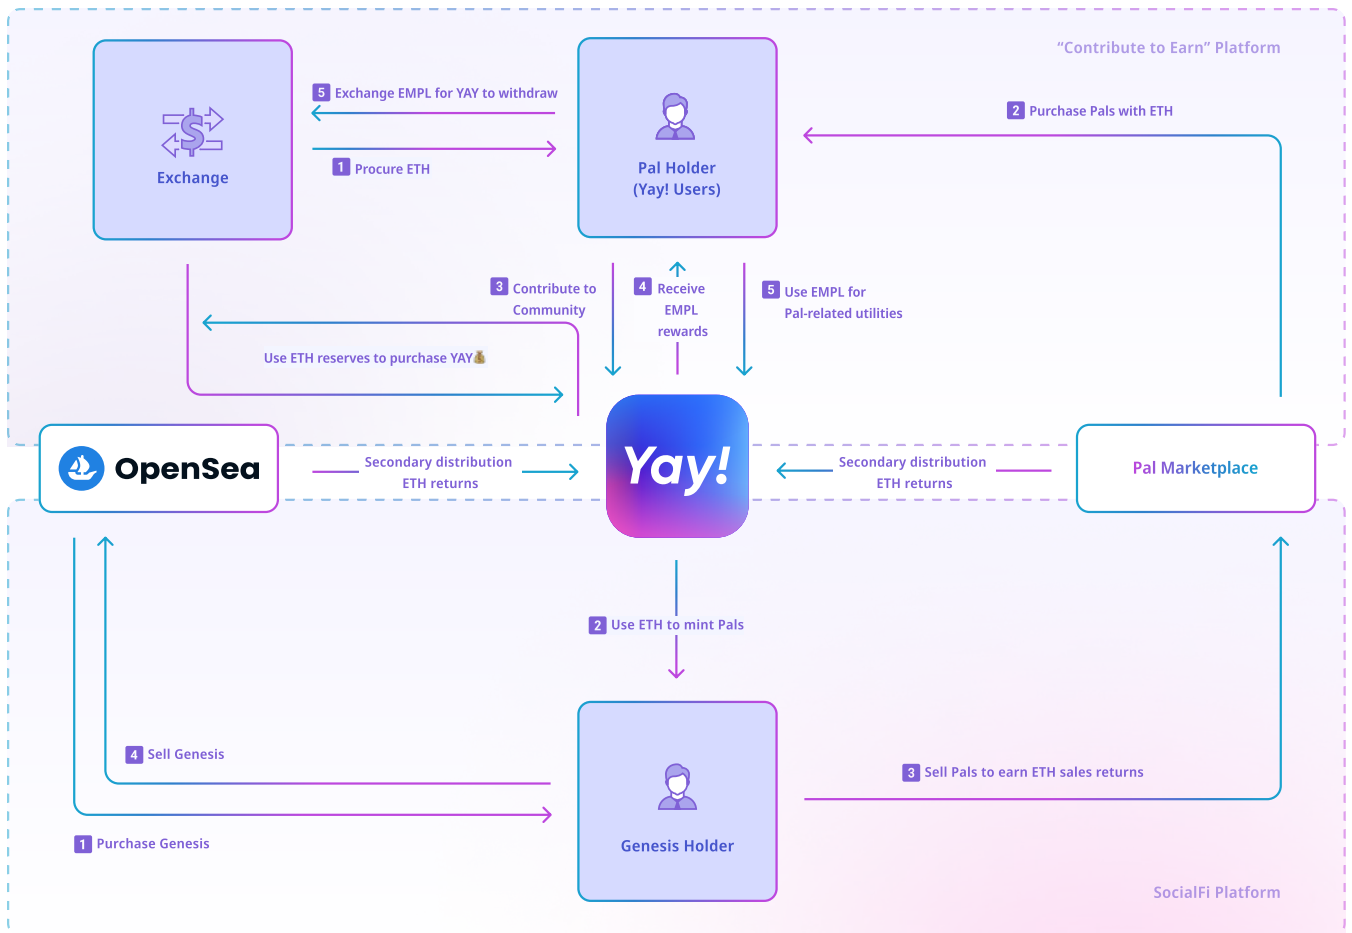 “Contribute to Earn” Platform
5 Exchange EMPL for YAY to withdraw
2 Purchase Pals with ETH
1 Procure ETH
Exchange
Pal Holder
(Yay! Users)
3 Contribute to
Community
4 Receive
EMPL
rewards
5 Use EMPL for
Pal-related utilities
Use ETH reserves to purchase YAY💰
OpenSea
Secondary distribution
ETH returns
Yay!
Secondary distribution
ETH returns
Pal Marketplace
2 Use ETH to mint Pals
4 Sell Genesis
3 Sell Pals to earn ETH sales returns
1 Purchase Genesis
Genesis Holder
SocialFi Platform